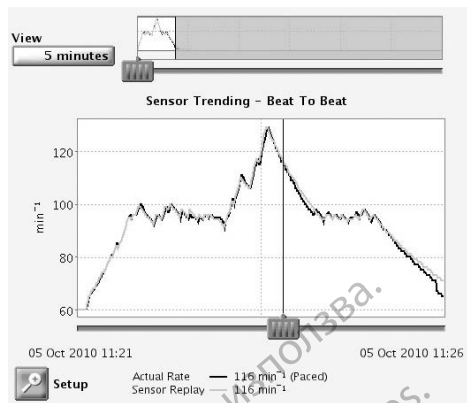 View
5 minutes
Sensor Trending - Beat To Beat
120
100
80
60
min⁻¹
05 Oct 2010 11:21
05 Oct 2010 11:26
Setup
Actual Rate — 116 min⁻¹ (Paced)
Sensor Replay — 116 min⁻¹